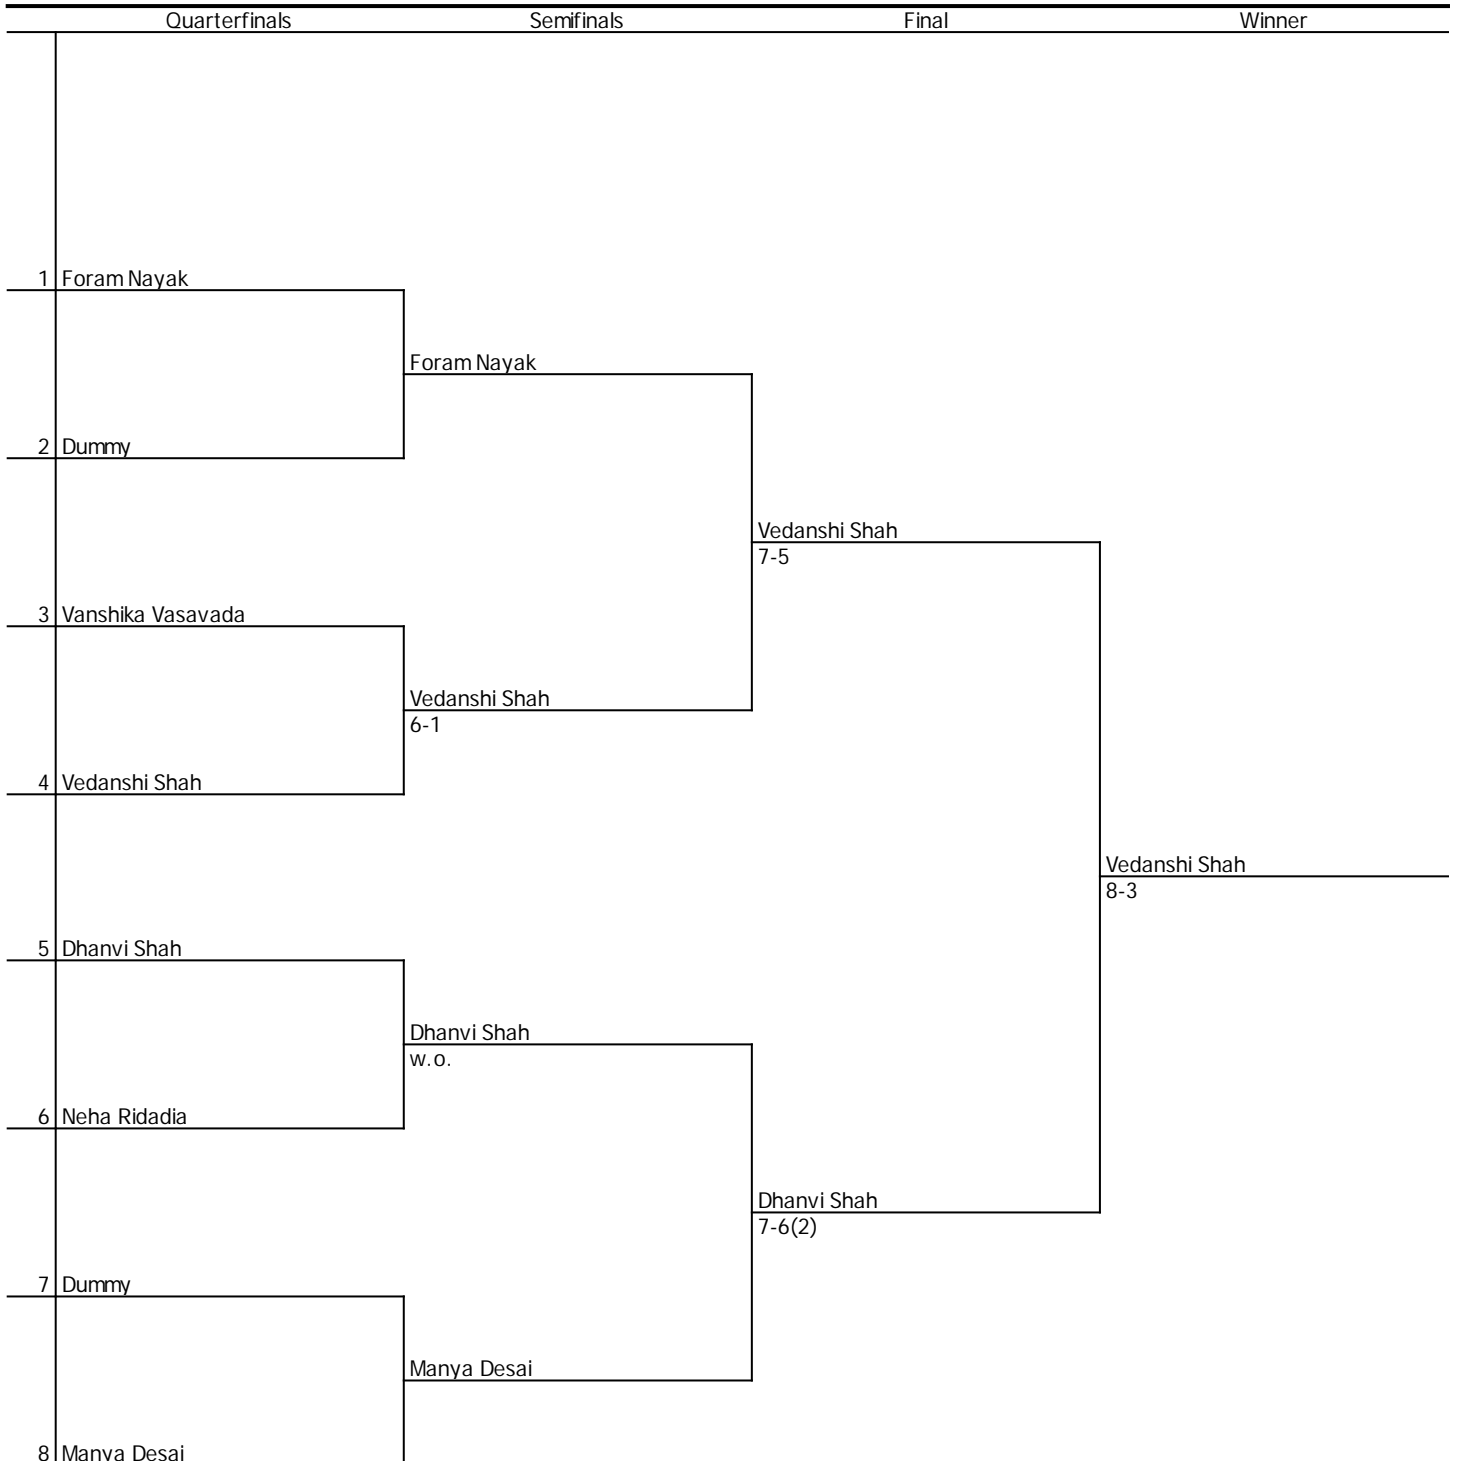 Quarterfinals Semifinals Final Winner
1 Foram Nayak
Foram Nayak
2 Dummy
Vedanshi Shah
7-5
3 Vanshika Vasavada
Vedanshi Shah
6-1
4 Vedanshi Shah
Vedanshi Shah
8-3
5 Dhanvi Shah
Dhanvi Shah
w.o.
6 Neha Ridadia
Dhanvi Shah
7-6(2)
7 Dummy
Manya Desai
8 Manya Desai